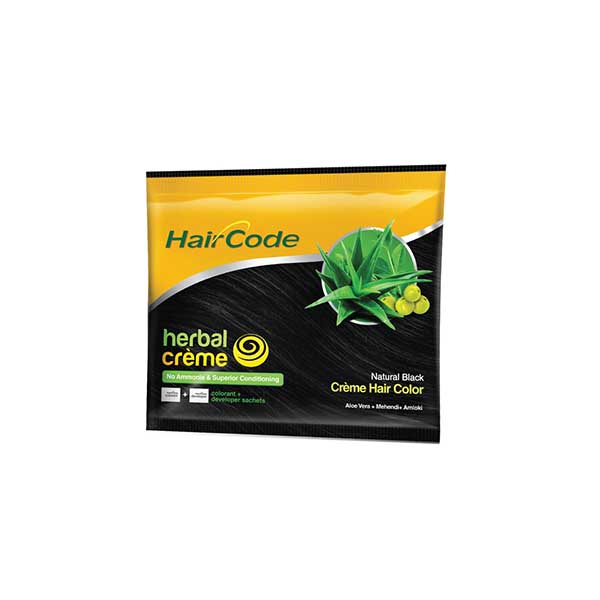 HairCode
herbal
crème
No Ammonia & Superior Conditioning
+
colorant +
developer sachets
Natural Black
Crème Hair Color
Aloe Vera + Mehendi+ Amloki